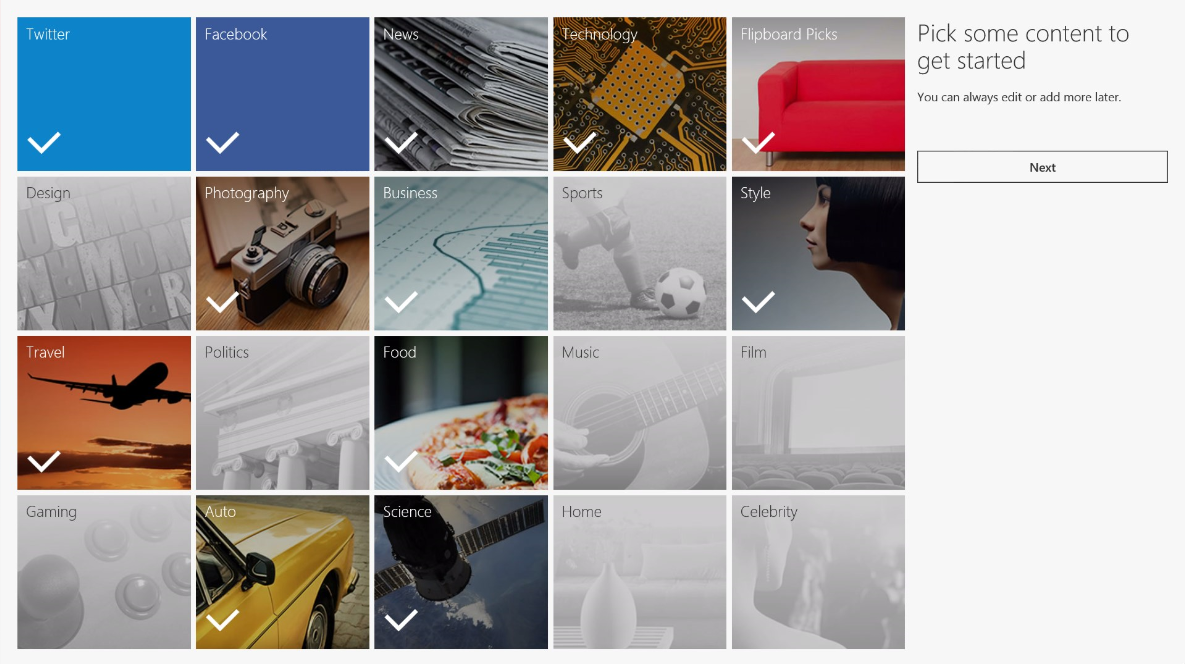 Twitter
Facebook
News
Technology
Flipboard Picks
Pick some content to
get started
You can always edit or add more later.
Next
Design
Photography
Business
Sports
Style
Travel
Politics
Food
Music
Film
Gaming
Auto
Science
Home
Celebrity